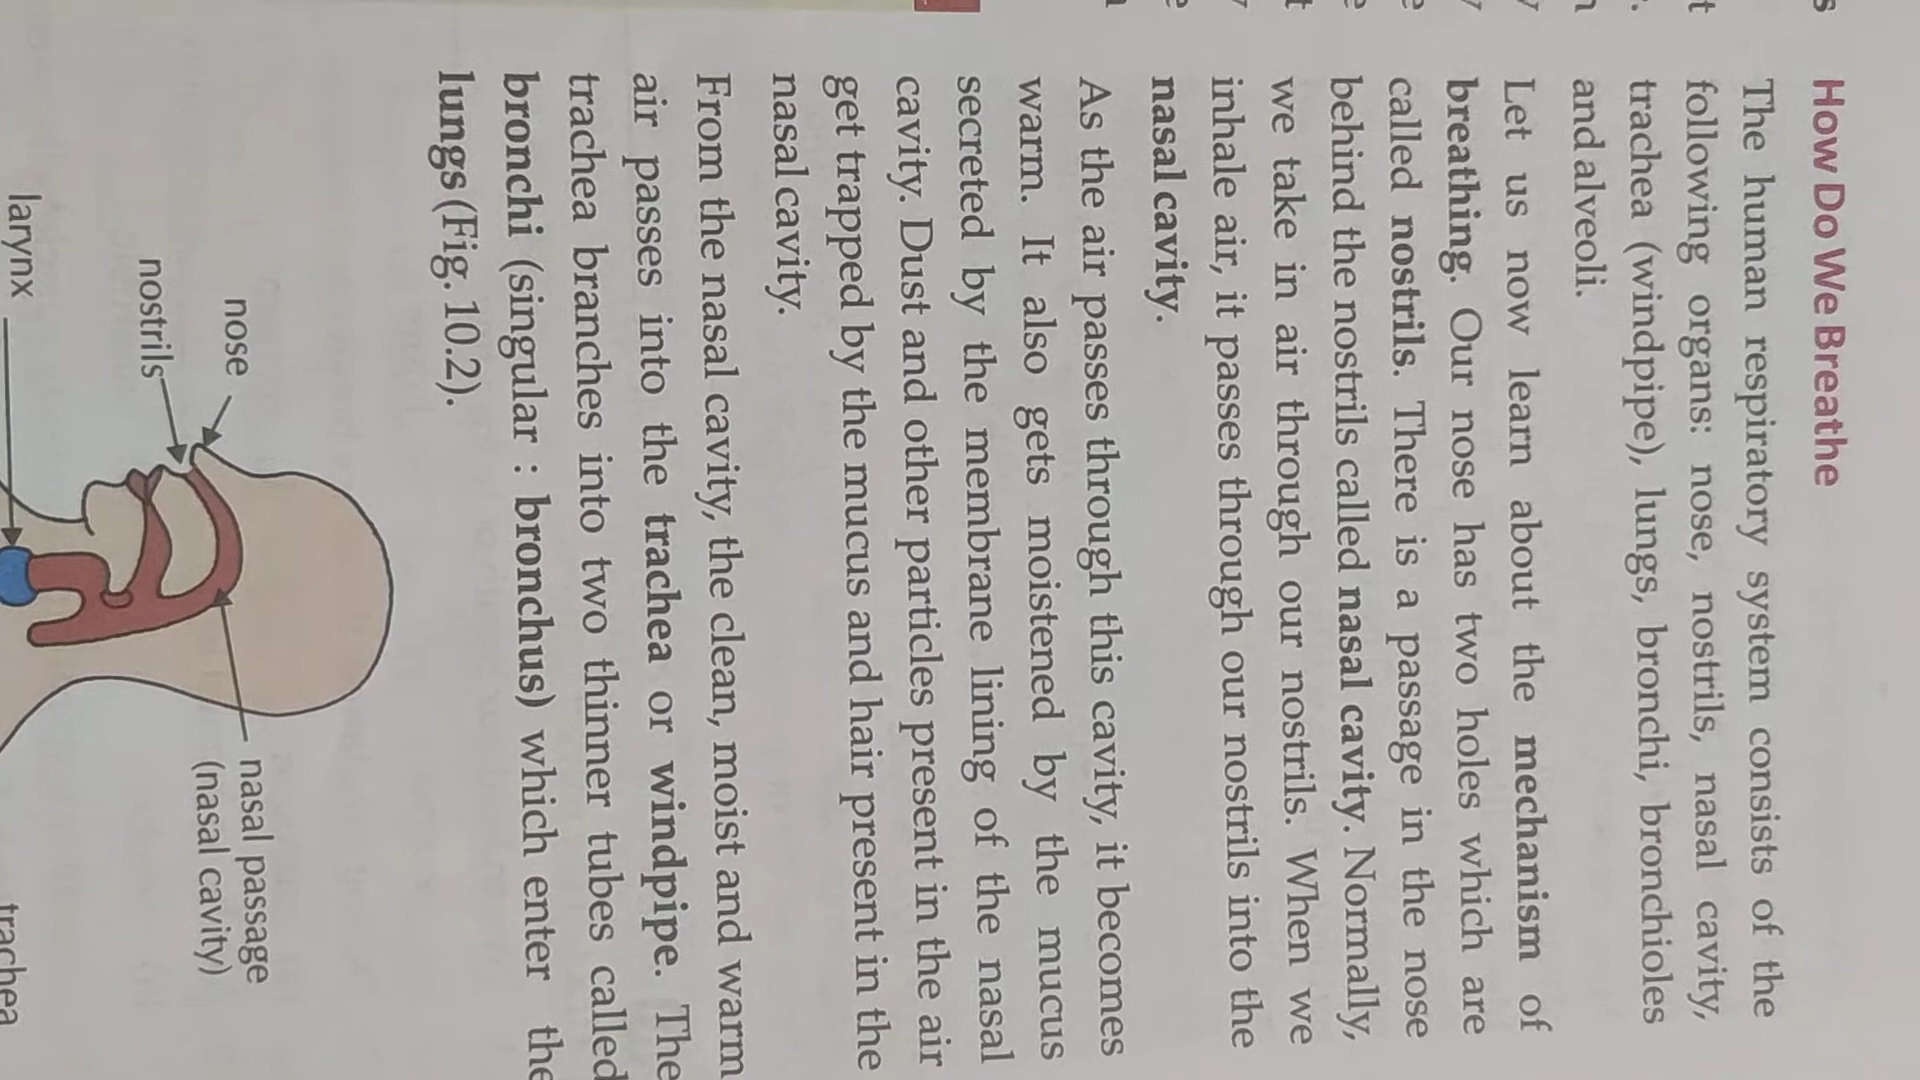 How Do We Breathe
The human respiratory system consists of the
following organs: nose, nostrils, nasal cavity,
trachea (windpipe), lungs, bronchi, bronchioles
and alveoli.
Let us now learn about the mechanism of
breathing. Our nose has two holes which are
called nostrils. There is a passage in the nose
behind the nostrils called nasal cavity. Normally,
we take in air through our nostrils. When we
inhale air, it passes through our nostrils into the
nasal cavity.
As the air passes through this cavity, it becomes
warm. It also gets moistened by the mucus
secreted by the membrane lining of the nasal
cavity. Dust and other particles present in the air
get trapped by the mucus and hair present in the
nasal cavity.
From the nasal cavity, the clean, moist and warm
air passes into the trachea or windpipe. The
trachea branches into two thinner tubes called
bronchi (singular : bronchus) which enter the
lungs (Fig. 10.2).
nose
nasal passage
(nasal cavity)
nostrils
larynx
trachea